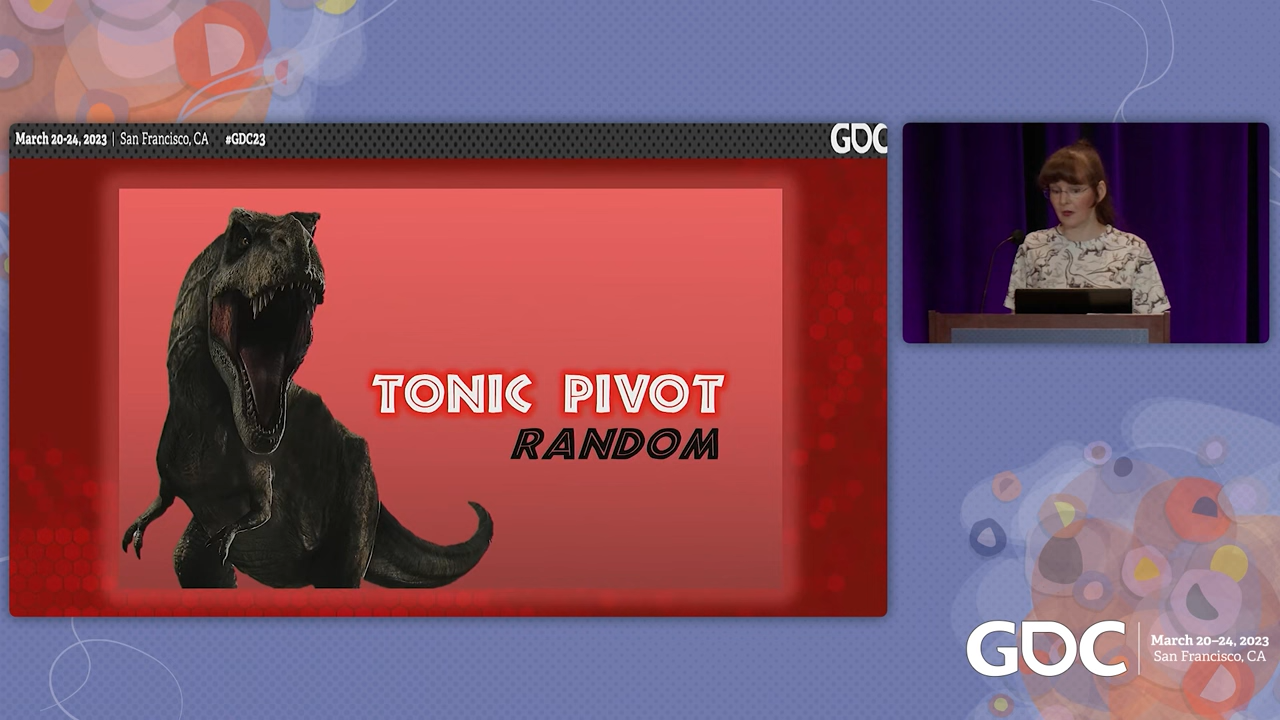 March 20-24, 2023 | San Francisco, CA #GDC23
GDC
TONIC PIVOT
RANDOM
GDC
March 20–24, 2023
San Francisco, CA